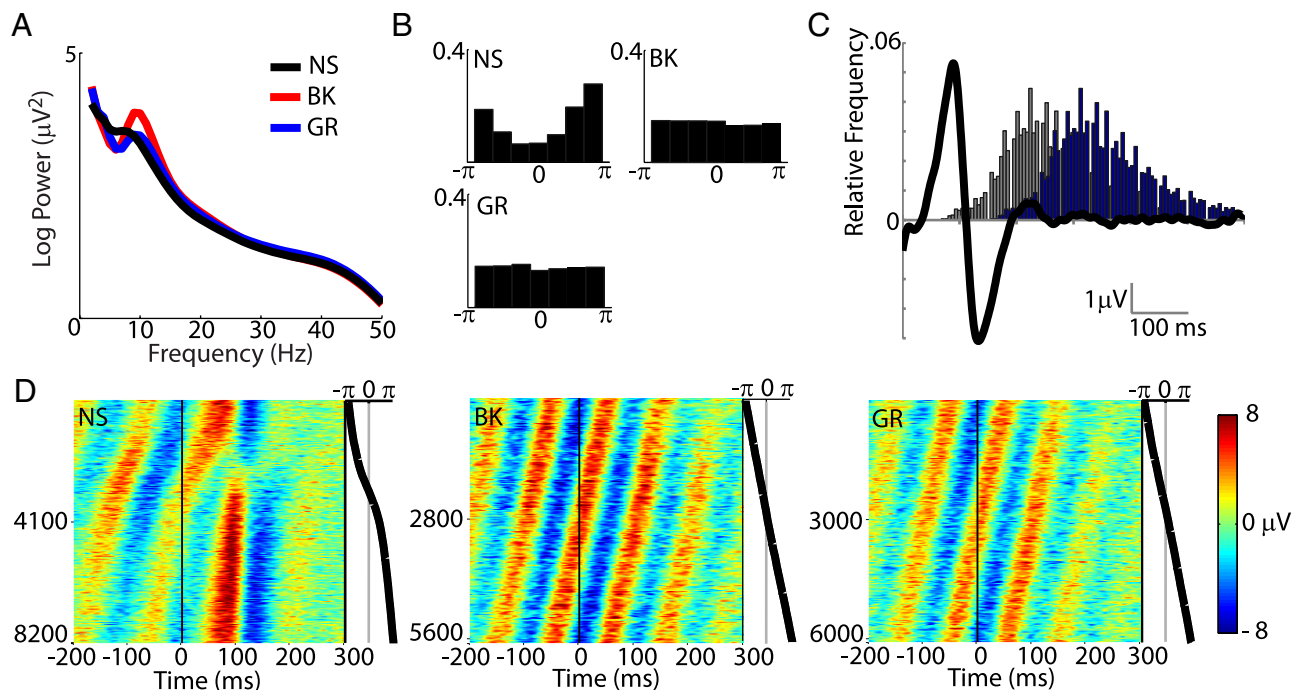 A
5
Log Power (µV²)
NS
BK
GR
0 10 20 30 40 50
Frequency (Hz)
B
0.4
NS
-π 0 π
0.4
BK
-π 0 π
0.4
GR
-π 0 π
C
.06
Relative Frequency
0
1µV
100 ms
D
NS
-π 0 π
4100
8200
-200 -100 0 100 200 300
Time (ms)
BK
-π 0 π
2800
5600
-200 -100 0 100 200 300
Time (ms)
GR
-π 0 π
3000
6000
-200 -100 0 100 200 300
Time (ms)
8
0 µV
-8